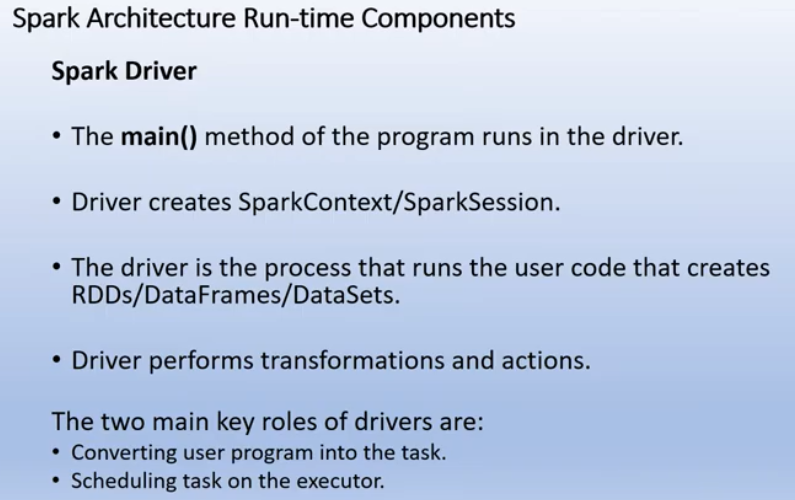 Spark Architecture Run-time Components
Spark Driver
• The main() method of the program runs in the driver.
• Driver creates SparkContext/SparkSession.
• The driver is the process that runs the user code that creates
RDDs/DataFrames/DataSets.
• Driver performs transformations and actions.
The two main key roles of drivers are:
• Converting user program into the task.
• Scheduling task on the executor.